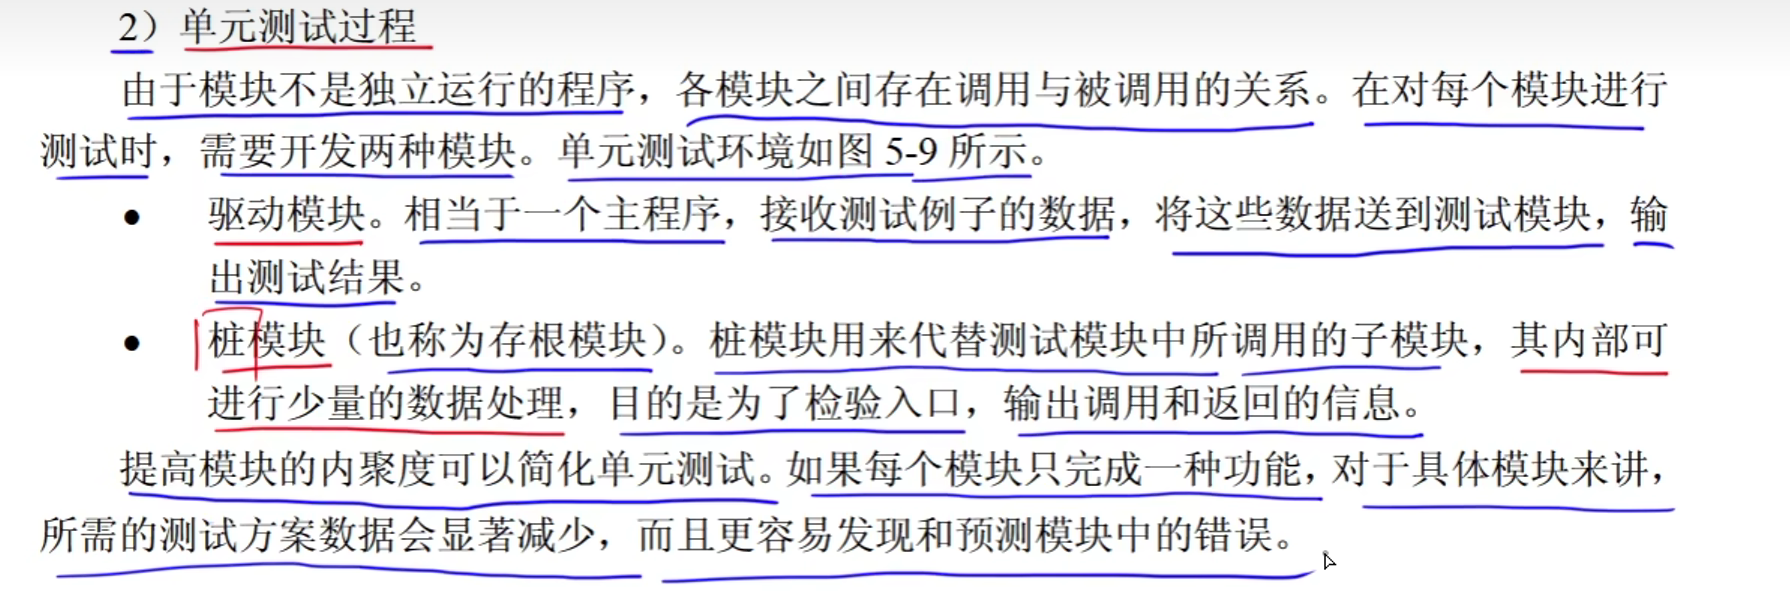 2）单元测试过程
由于模块不是独立运行的程序，各模块之间存在调用与被调用的关系。在对每个模块进行
测试时，需要开发两种模块。单元测试环境如图 5-9 所示。
● 驱动模块。相当于一个主程序，接收测试例子的数据，将这些数据送到测试模块，输
出测试结果。
● 桩模块（也称为存根模块）。桩模块用来代替测试模块中所调用的子模块，其内部可
进行少量的数据处理，目的是为了检验入口，输出调用和返回的信息。
提高模块的内聚度可以简化单元测试。如果每个模块只完成一种功能，对于具体模块来讲，
所需的测试方案数据会显著减少，而且更容易发现和预测模块中的错误。